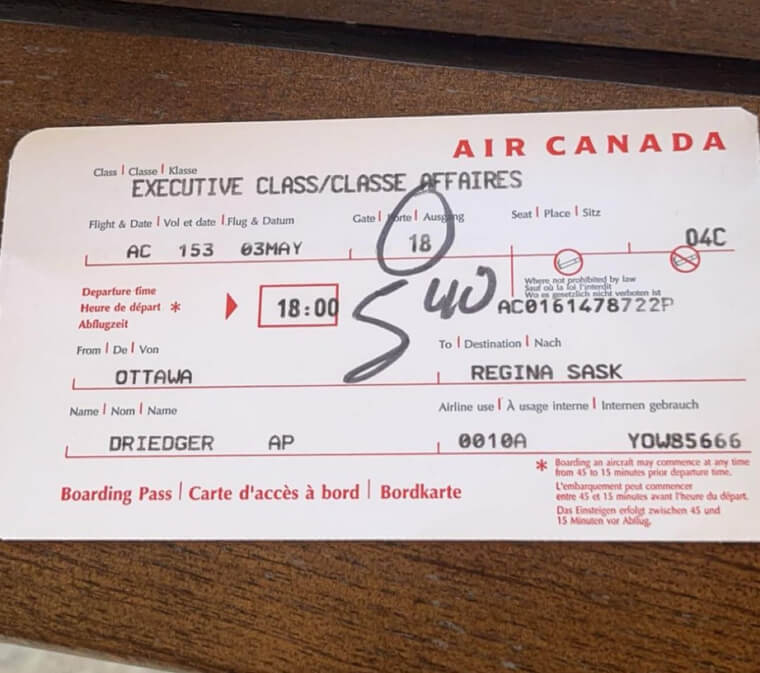 AIR CANADA
Class | Classe | Klasse
EXECUTIVE CLASS/CLASSE AFFAIRES
Flight & Date | Vol et date | Flug & Datum Gate | Porte | Ausgang Seat | Place | Sitz
AC 153 03MAY 18 04C
Where not prohibited by law
Sauf où la loi l'interdit
Wo es gesetzlich nicht verboten ist
Departure time
Heure de départ *
Abflugzeit
18:00 5 40 AC0161478722P
From | De | Von To | Destination | Nach
OTTAWA REGINA SASK
Name | Nom | Name Airline use | À usage interne | Internen gebrauch
DRIEDGER AP 0010A YOW85666
Boarding Pass | Carte d'accès à bord | Bordkarte
* Boarding an aircraft may commence at any time
from 45 to 15 minutes prior departure time.
L'embarquement peut commencer
entre 45 et 15 minutes avant l'heure du départ.
Das Einsteigen erfolgt zwischen 45 und
15 Minuten vor Abflug.